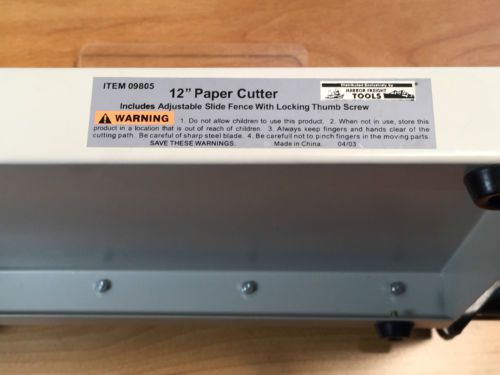 ITEM 09805
12" Paper Cutter
Distributed Exclusively by
HARBOR FREIGHT
TOOLS
Includes Adjustable Slide Fence With Locking Thumb Screw
WARNING 1. Do not allow children to use this product. 2. When not in use, store this
product in a location that is out of reach of children. 3. Always keep fingers and hands clear of the
cutting path. Be careful of sharp steel blade. 4. Be carefull not to pinch fingers in the moving parts.
SAVE THESE WARNINGS. Made in China. 04/03